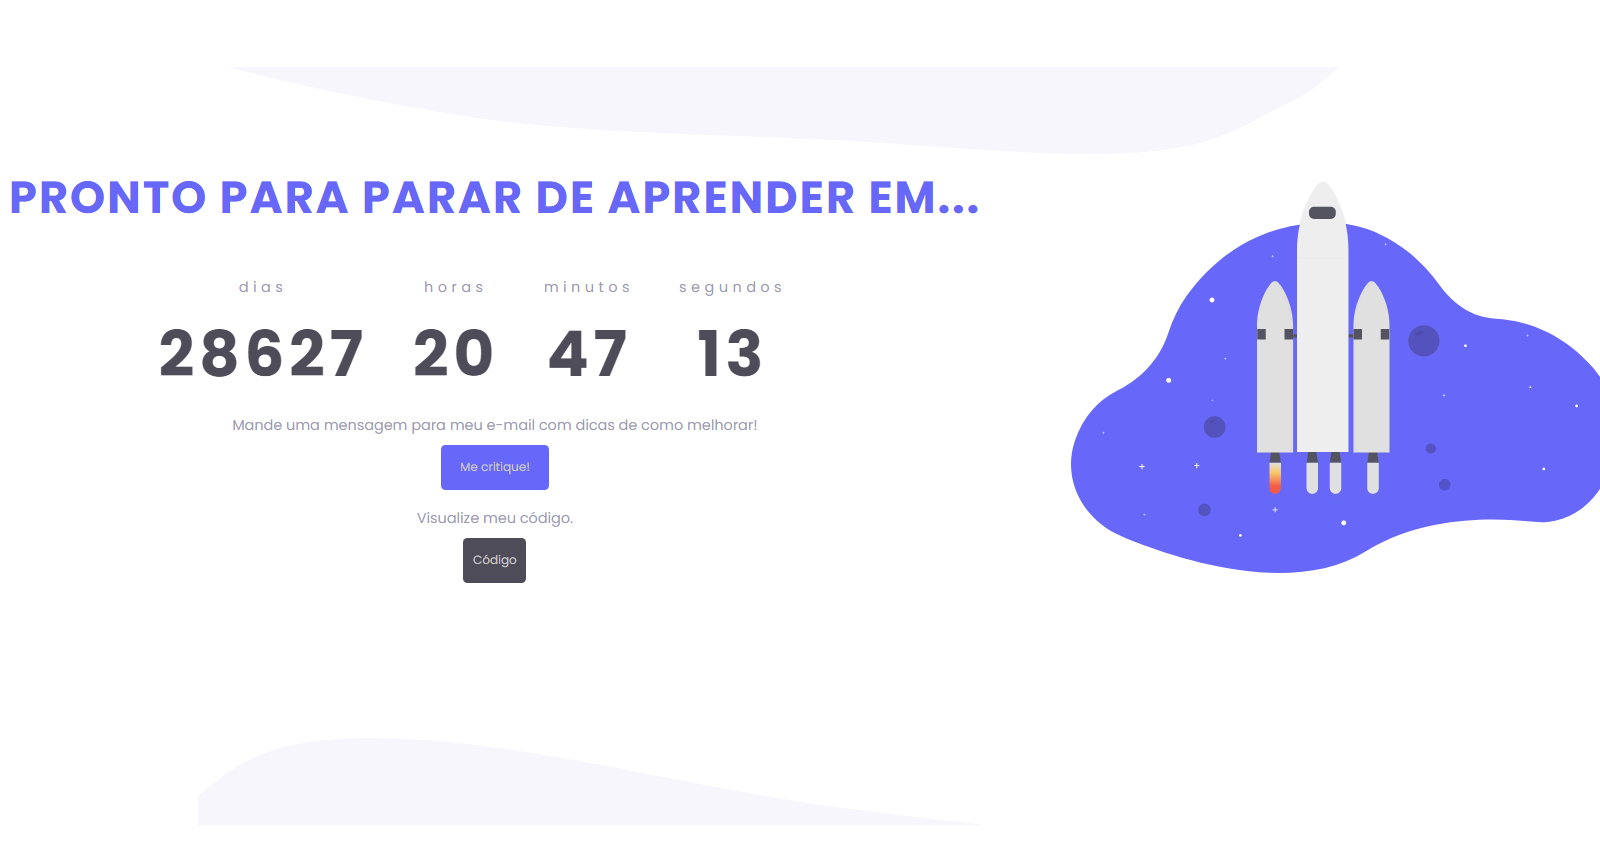 PRONTO PARA PARAR DE APRENDER EM...
dias horas minutos segundos
28627 20 47 13
Mande uma mensagem para meu e-mail com dicas de como melhorar!
Me critique!
Visualize meu código.
Código